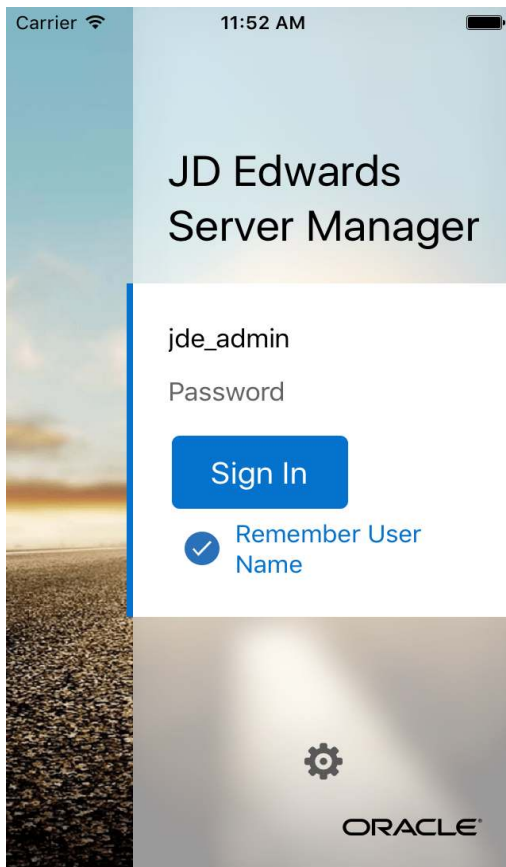 Carrier 11:52 AM
JD Edwards
Server Manager
jde_admin
Password
Sign In
Remember User
Name
ORACLE